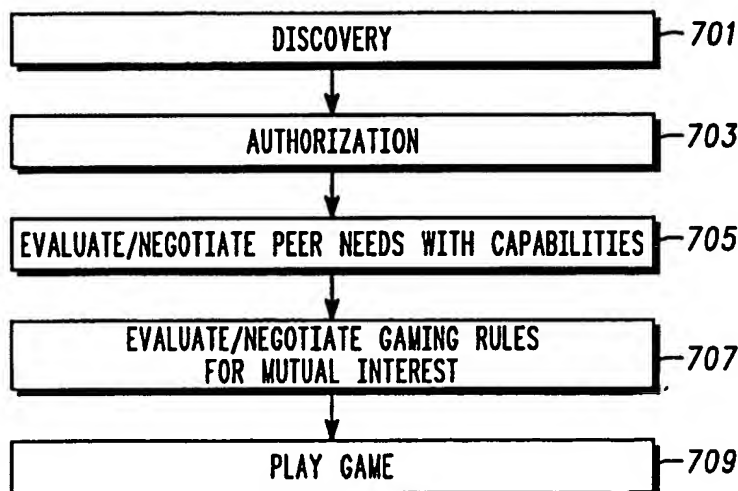 DISCOVERY 701
AUTHORIZATION 703
EVALUATE/NEGOTIATE PEER NEEDS WITH CAPABILITIES 705
EVALUATE/NEGOTIATE GAMING RULES
FOR MUTUAL INTEREST 707
PLAY GAME 709